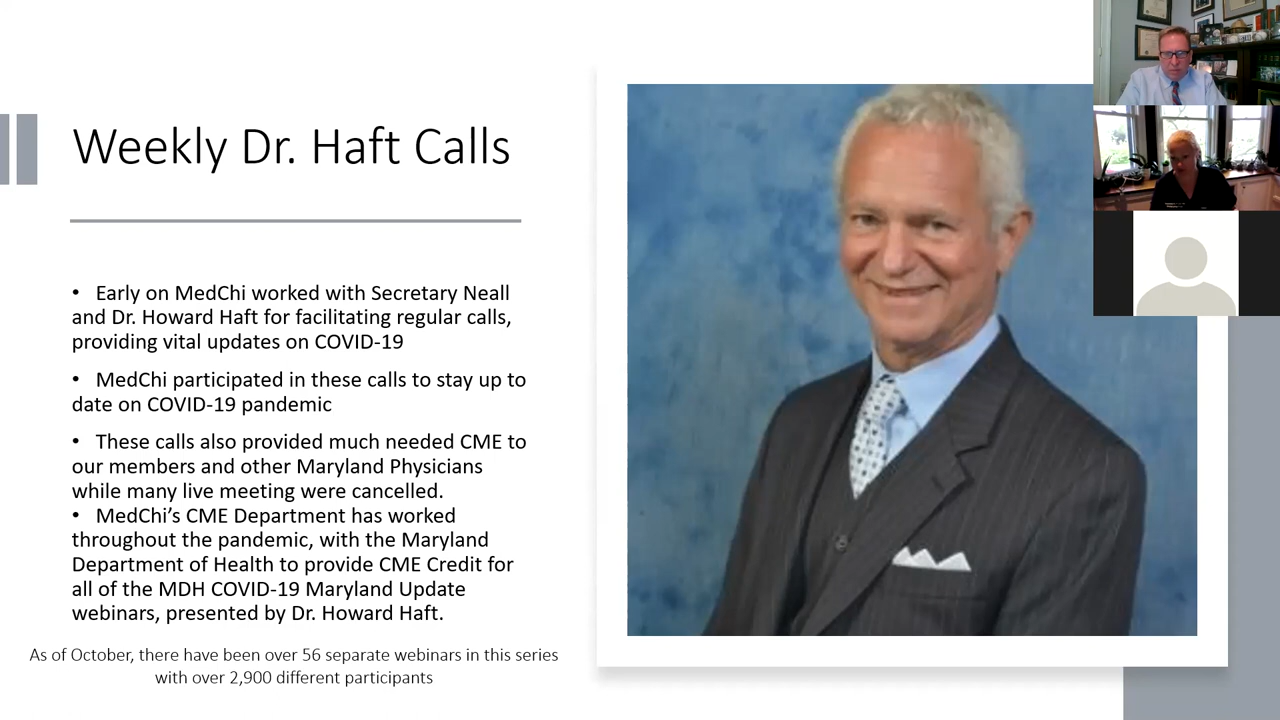 Weekly Dr. Haft Calls
• Early on MedChi worked with Secretary Neall
and Dr. Howard Haft for facilitating regular calls,
providing vital updates on COVID-19
• MedChi participated in these calls to stay up to
date on COVID-19 pandemic
• These calls also provided much needed CME to
our members and other Maryland Physicians
while many live meeting were cancelled.
• MedChi’s CME Department has worked
throughout the pandemic, with the Maryland
Department of Health to provide CME Credit for
all of the MDH COVID-19 Maryland Update
webinars, presented by Dr. Howard Haft.
As of October, there have been over 56 separate webinars in this series
with over 2,900 different participants